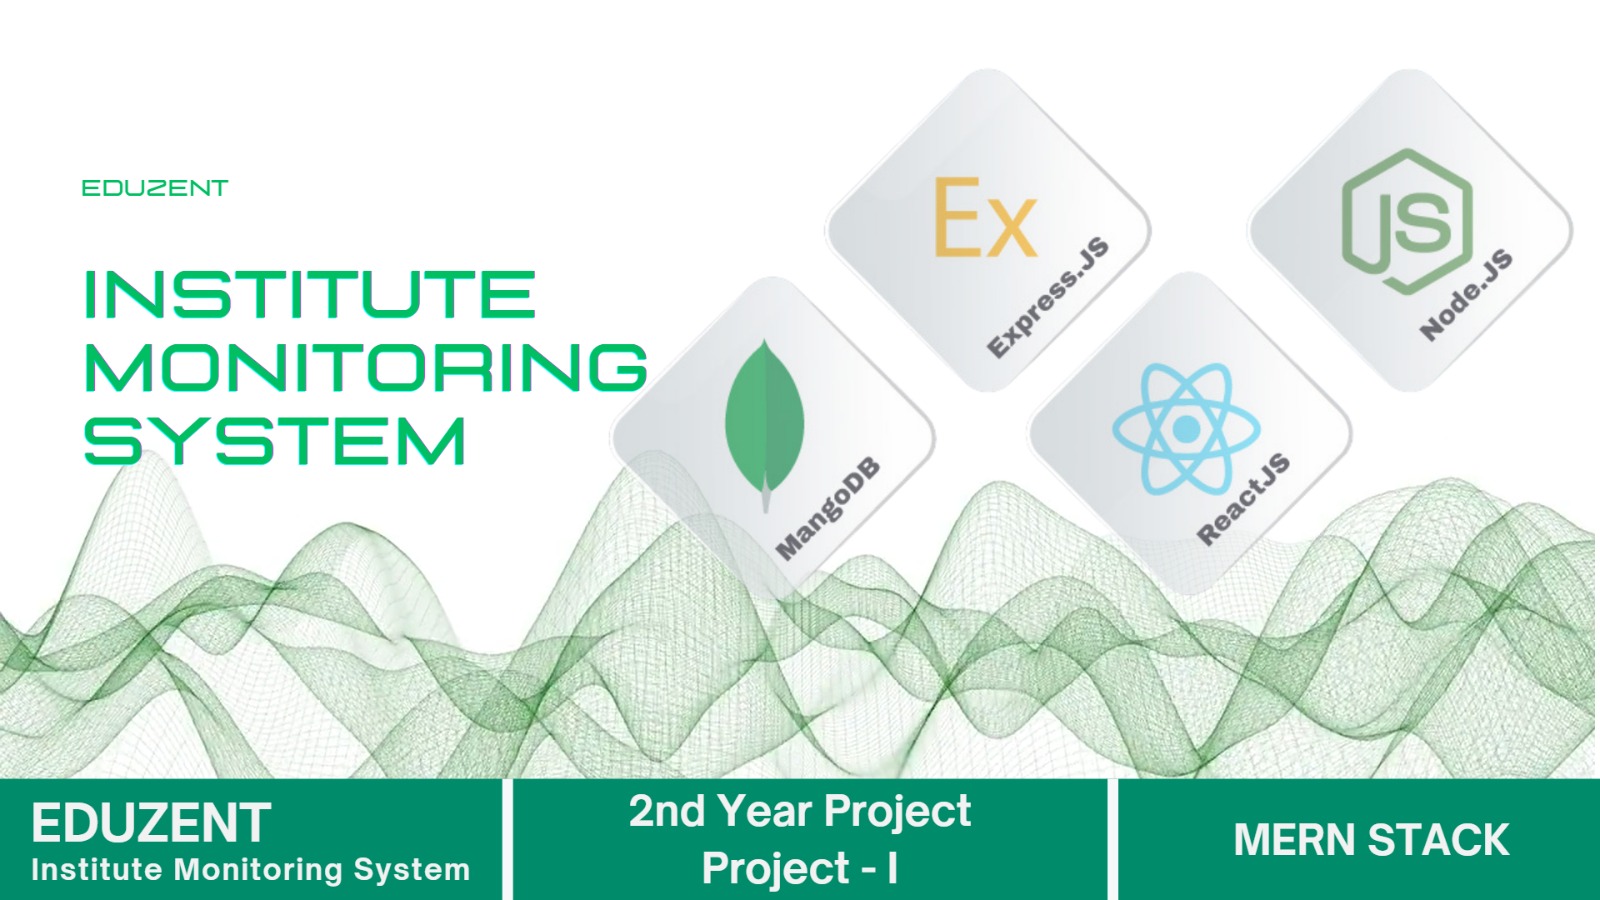 EDUZENT
INSTITUTE
MONITORING
SYSTEM
Ex
Express.JS
JS
Node.JS
MangoDB
ReactJS
EDUZENT
Institute Monitoring System
2nd Year Project
Project - I
MERN STACK